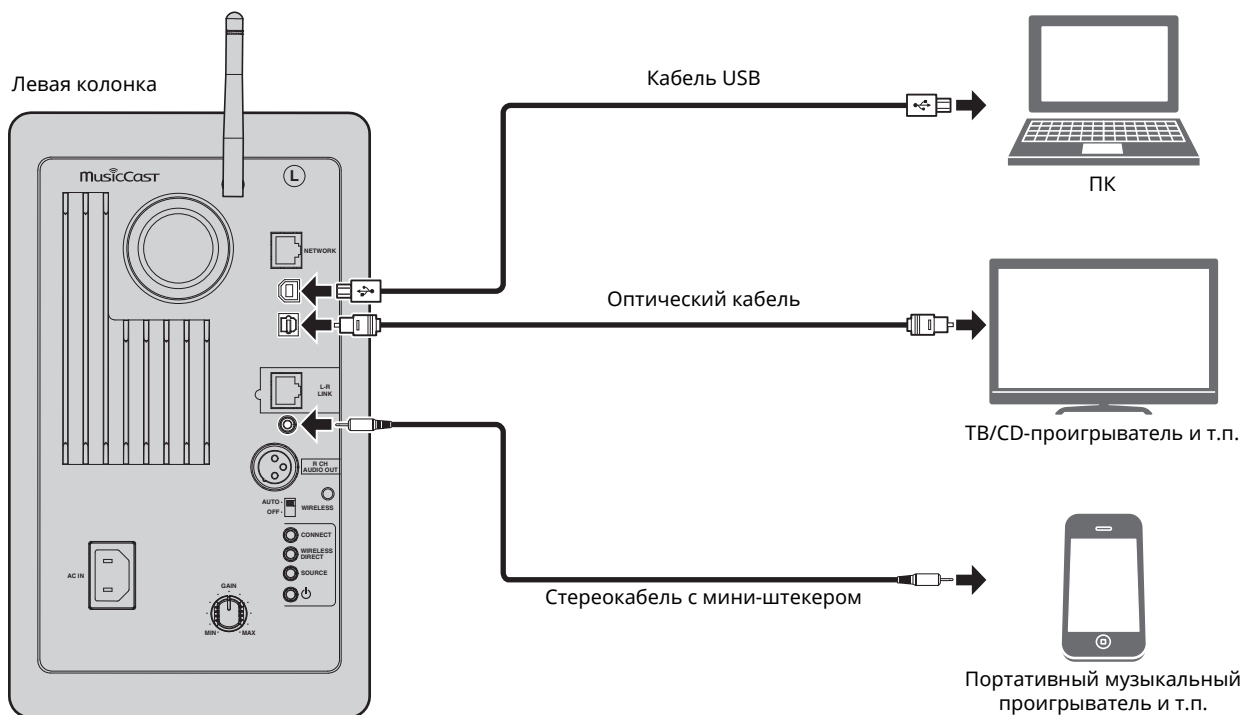 Левая колонка
Кабель USB
MusicCast
L
ПК
NETWORK
Оптический кабель
L-R
LINK
ТВ/CD-проигрыватель и т.п.
R CH
AUDIO OUT
AUTO
OFF
WIRELESS
CONNECT
WIRELESS
DIRECT
SOURCE
AC IN
GAIN
MIN
MAX
Стереокабель с мини-штекером
Портативный музыкальный
проигрыватель и т.п.